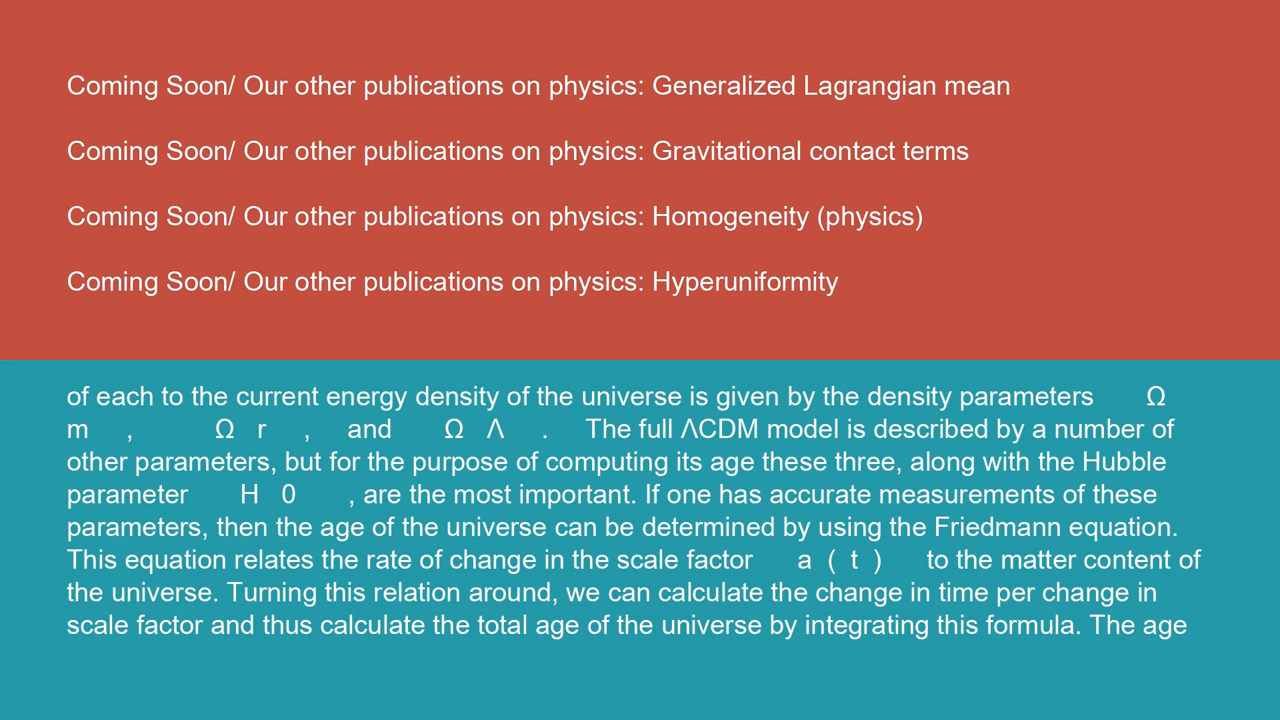 Coming Soon/ Our other publications on physics: Generalized Lagrangian mean
Coming Soon/ Our other publications on physics: Gravitational contact terms
Coming Soon/ Our other publications on physics: Homogeneity (physics)
Coming Soon/ Our other publications on physics: Hyperuniformity
of each to the current energy density of the universe is given by the density parameters Ω
m , Ω r , and Ω Λ . The full ΛCDM model is described by a number of
other parameters, but for the purpose of computing its age these three, along with the Hubble
parameter H 0 , are the most important. If one has accurate measurements of these
parameters, then the age of the universe can be determined by using the Friedmann equation.
This equation relates the rate of change in the scale factor a ( t ) to the matter content of
the universe. Turning this relation around, we can calculate the change in time per change in
scale factor and thus calculate the total age of the universe by integrating this formula. The age